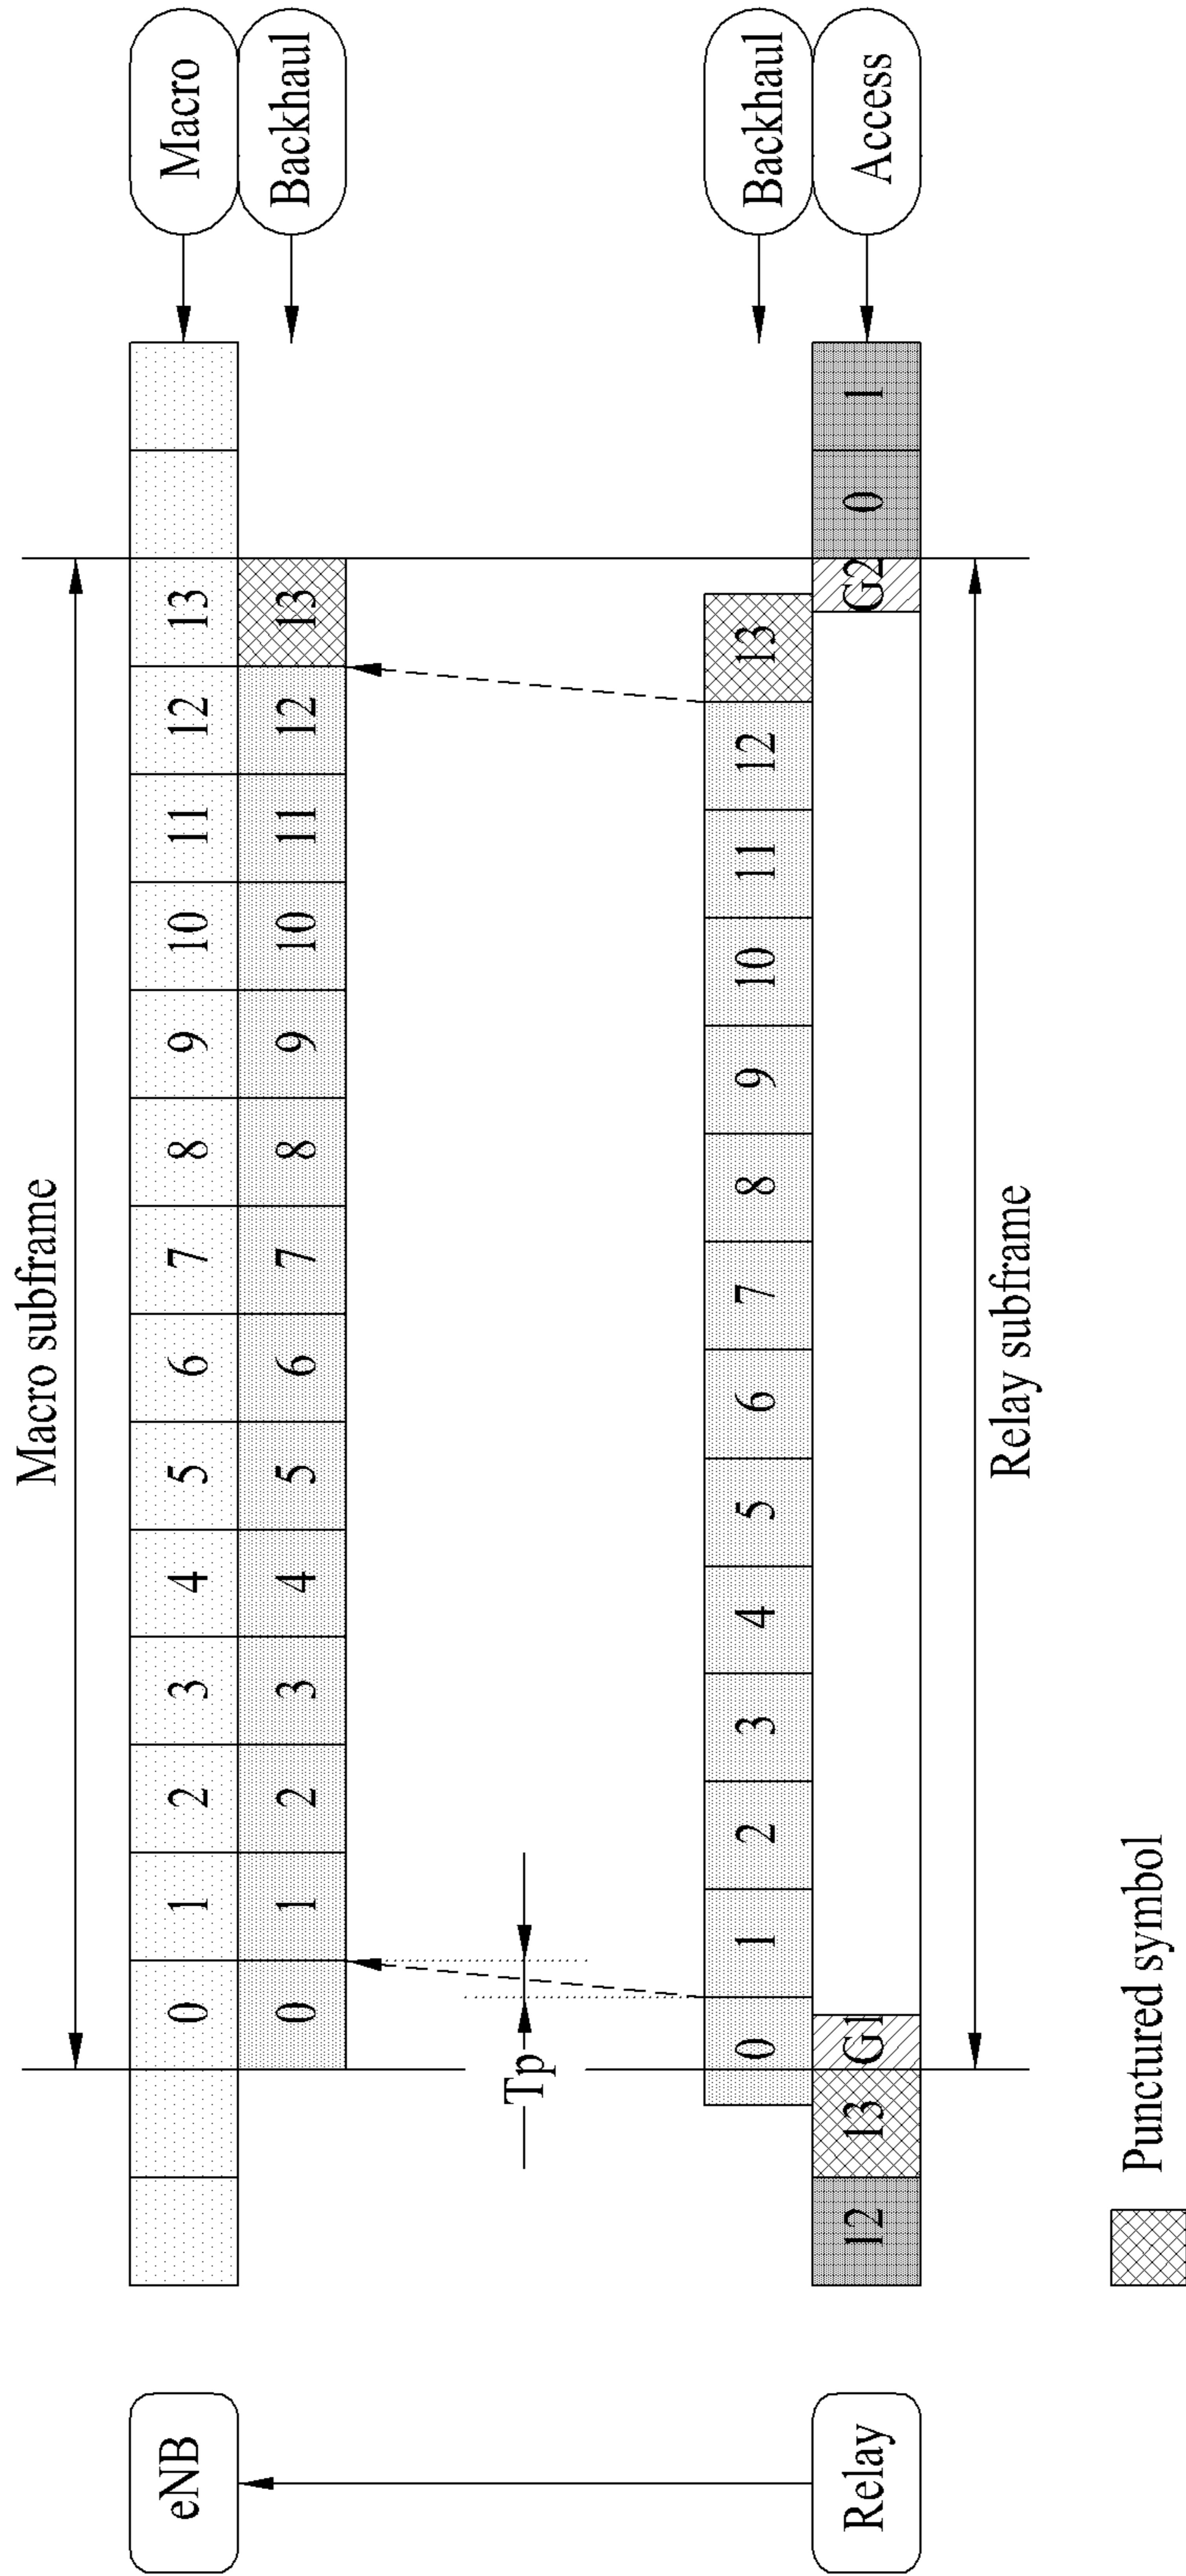 Macro subframe
eNB
0 1 2 3 4 5 6 7 8 9 10 11 12 13
Macro
0 1 2 3 4 5 6 7 8 9 10 11 12 13
Backhaul
Tp
0 1 2 3 4 5 6 7 8 9 10 11 12 13
Backhaul
Relay
12 13 G1 G2 0 1
Access
Relay subframe
Punctured symbol